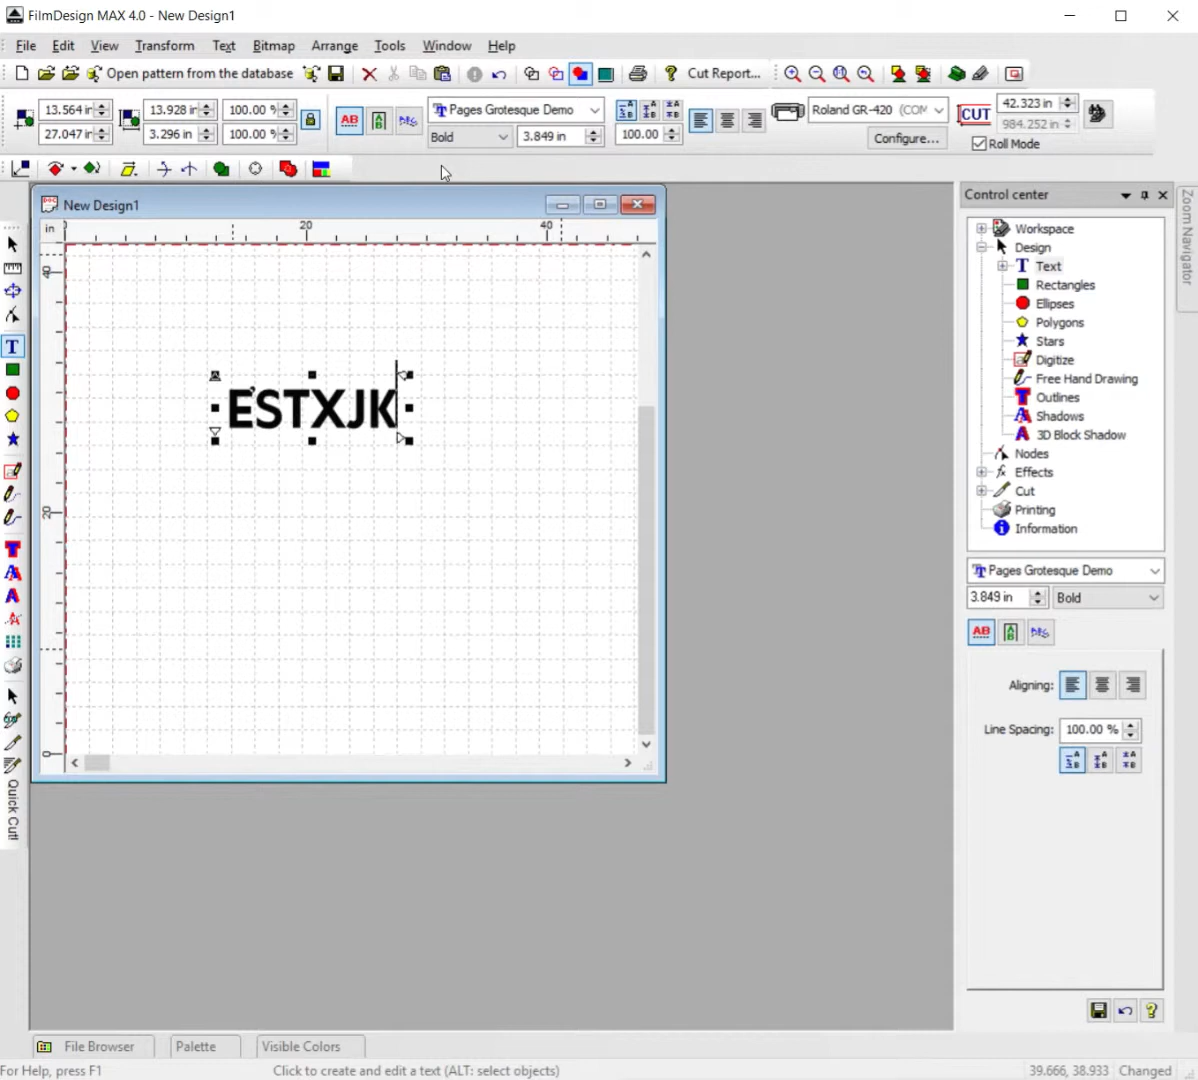 FilmDesign MAX 4.0 - New Design1
File Edit View Transform Text Bitmap Arrange Tools Window Help
Open pattern from the database Cut Report...
13.564 in 13.928 in 100.00 % AB Pages Grotesque Demo Roland GR-420 (COM CUT 42.323 in
27.047 in 3.296 in 100.00 % Bold 3.849 in 100.00 Configure... 984.252 in
Roll Mode
New Design1
in 20 40
40
20
0
ESTXJK
Quick Cut!
Control center
Workspace
Design
Text
Rectangles
Ellipses
Polygons
Stars
Digitize
Free Hand Drawing
Outlines
Shadows
3D Block Shadow
Nodes
Effects
Cut
Printing
Information
Pages Grotesque Demo
3.849 in Bold
AB
Aligning:
Line Spacing: 100.00 %
Zoom Navigator
File Browser Palette Visible Colors
For Help, press F1 Click to create and edit a text (ALT: select objects) 39.666, 38.933 Changed